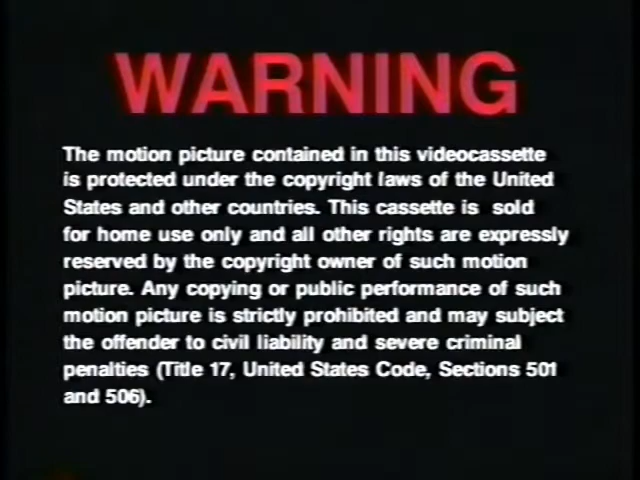 WARNING
The motion picture contained in this videocassette
is protected under the copyright laws of the United
States and other countries. This cassette is sold
for home use only and all other rights are expressly
reserved by the copyright owner of such motion
picture. Any copying or public performance of such
motion picture is strictly prohibited and may subject
the offender to civil liability and severe criminal
penalties (Title 17, United States Code, Sections 501
and 506).